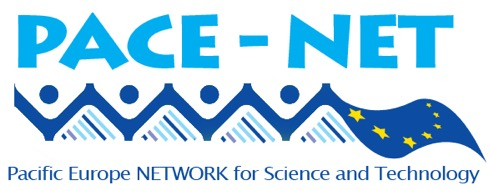 PACE - NET
Pacific Europe NETWORK for Science and Technology